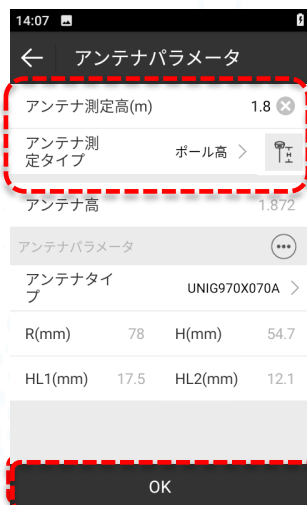 14:07
アンテナパラメータ
アンテナ測定高(m) 1.8
アンテナ測
定タイプ ポール高
アンテナ高 1.872
アンテナパラメータ
アンテナタイ
プ UNIG970X070A
R(mm) 78 H(mm) 54.7
HL1(mm) 17.5 HL2(mm) 12.1
OK